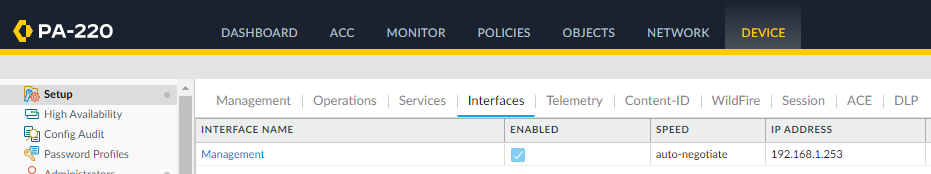 PA-220 DASHBOARD ACC MONITOR POLICIES OBJECTS NETWORK DEVICE
Setup
High Availability
Config Audit
Password Profiles
Administrators
Management Operations Services Interfaces Telemetry Content-ID WildFire Session ACE DLP
INTERFACE NAME ENABLED SPEED IP ADDRESS
Management auto-negotiate 192.168.1.253